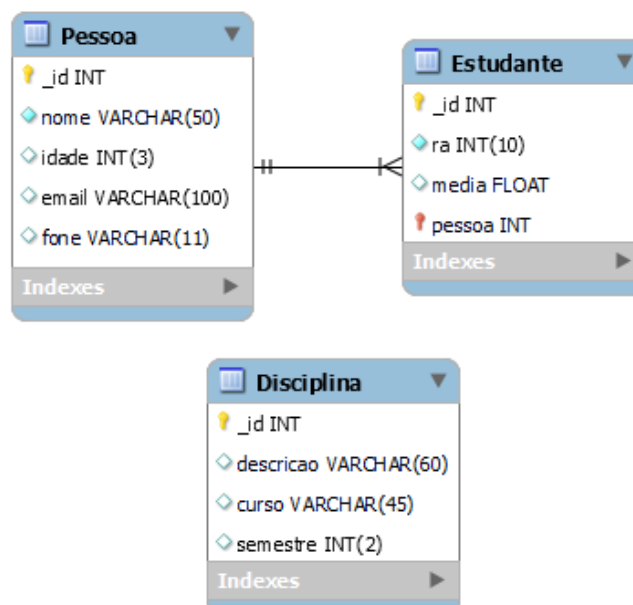 Pessoa
_id INT
nome VARCHAR(50)
idade INT(3)
email VARCHAR(100)
fone VARCHAR(11)
Indexes
Estudante
_id INT
ra INT(10)
media FLOAT
pessoa INT
Indexes
Disciplina
_id INT
descricao VARCHAR(60)
curso VARCHAR(45)
semestre INT(2)
Indexes